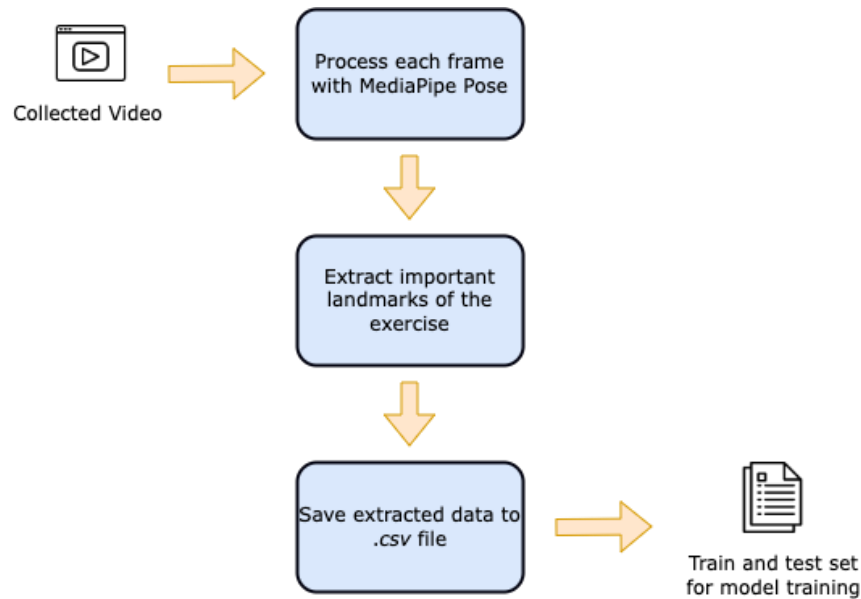 Process each frame
with MediaPipe Pose
Collected Video
Extract important
landmarks of the
exercise
Save extracted data to
.csv file
Train and test set
for model training